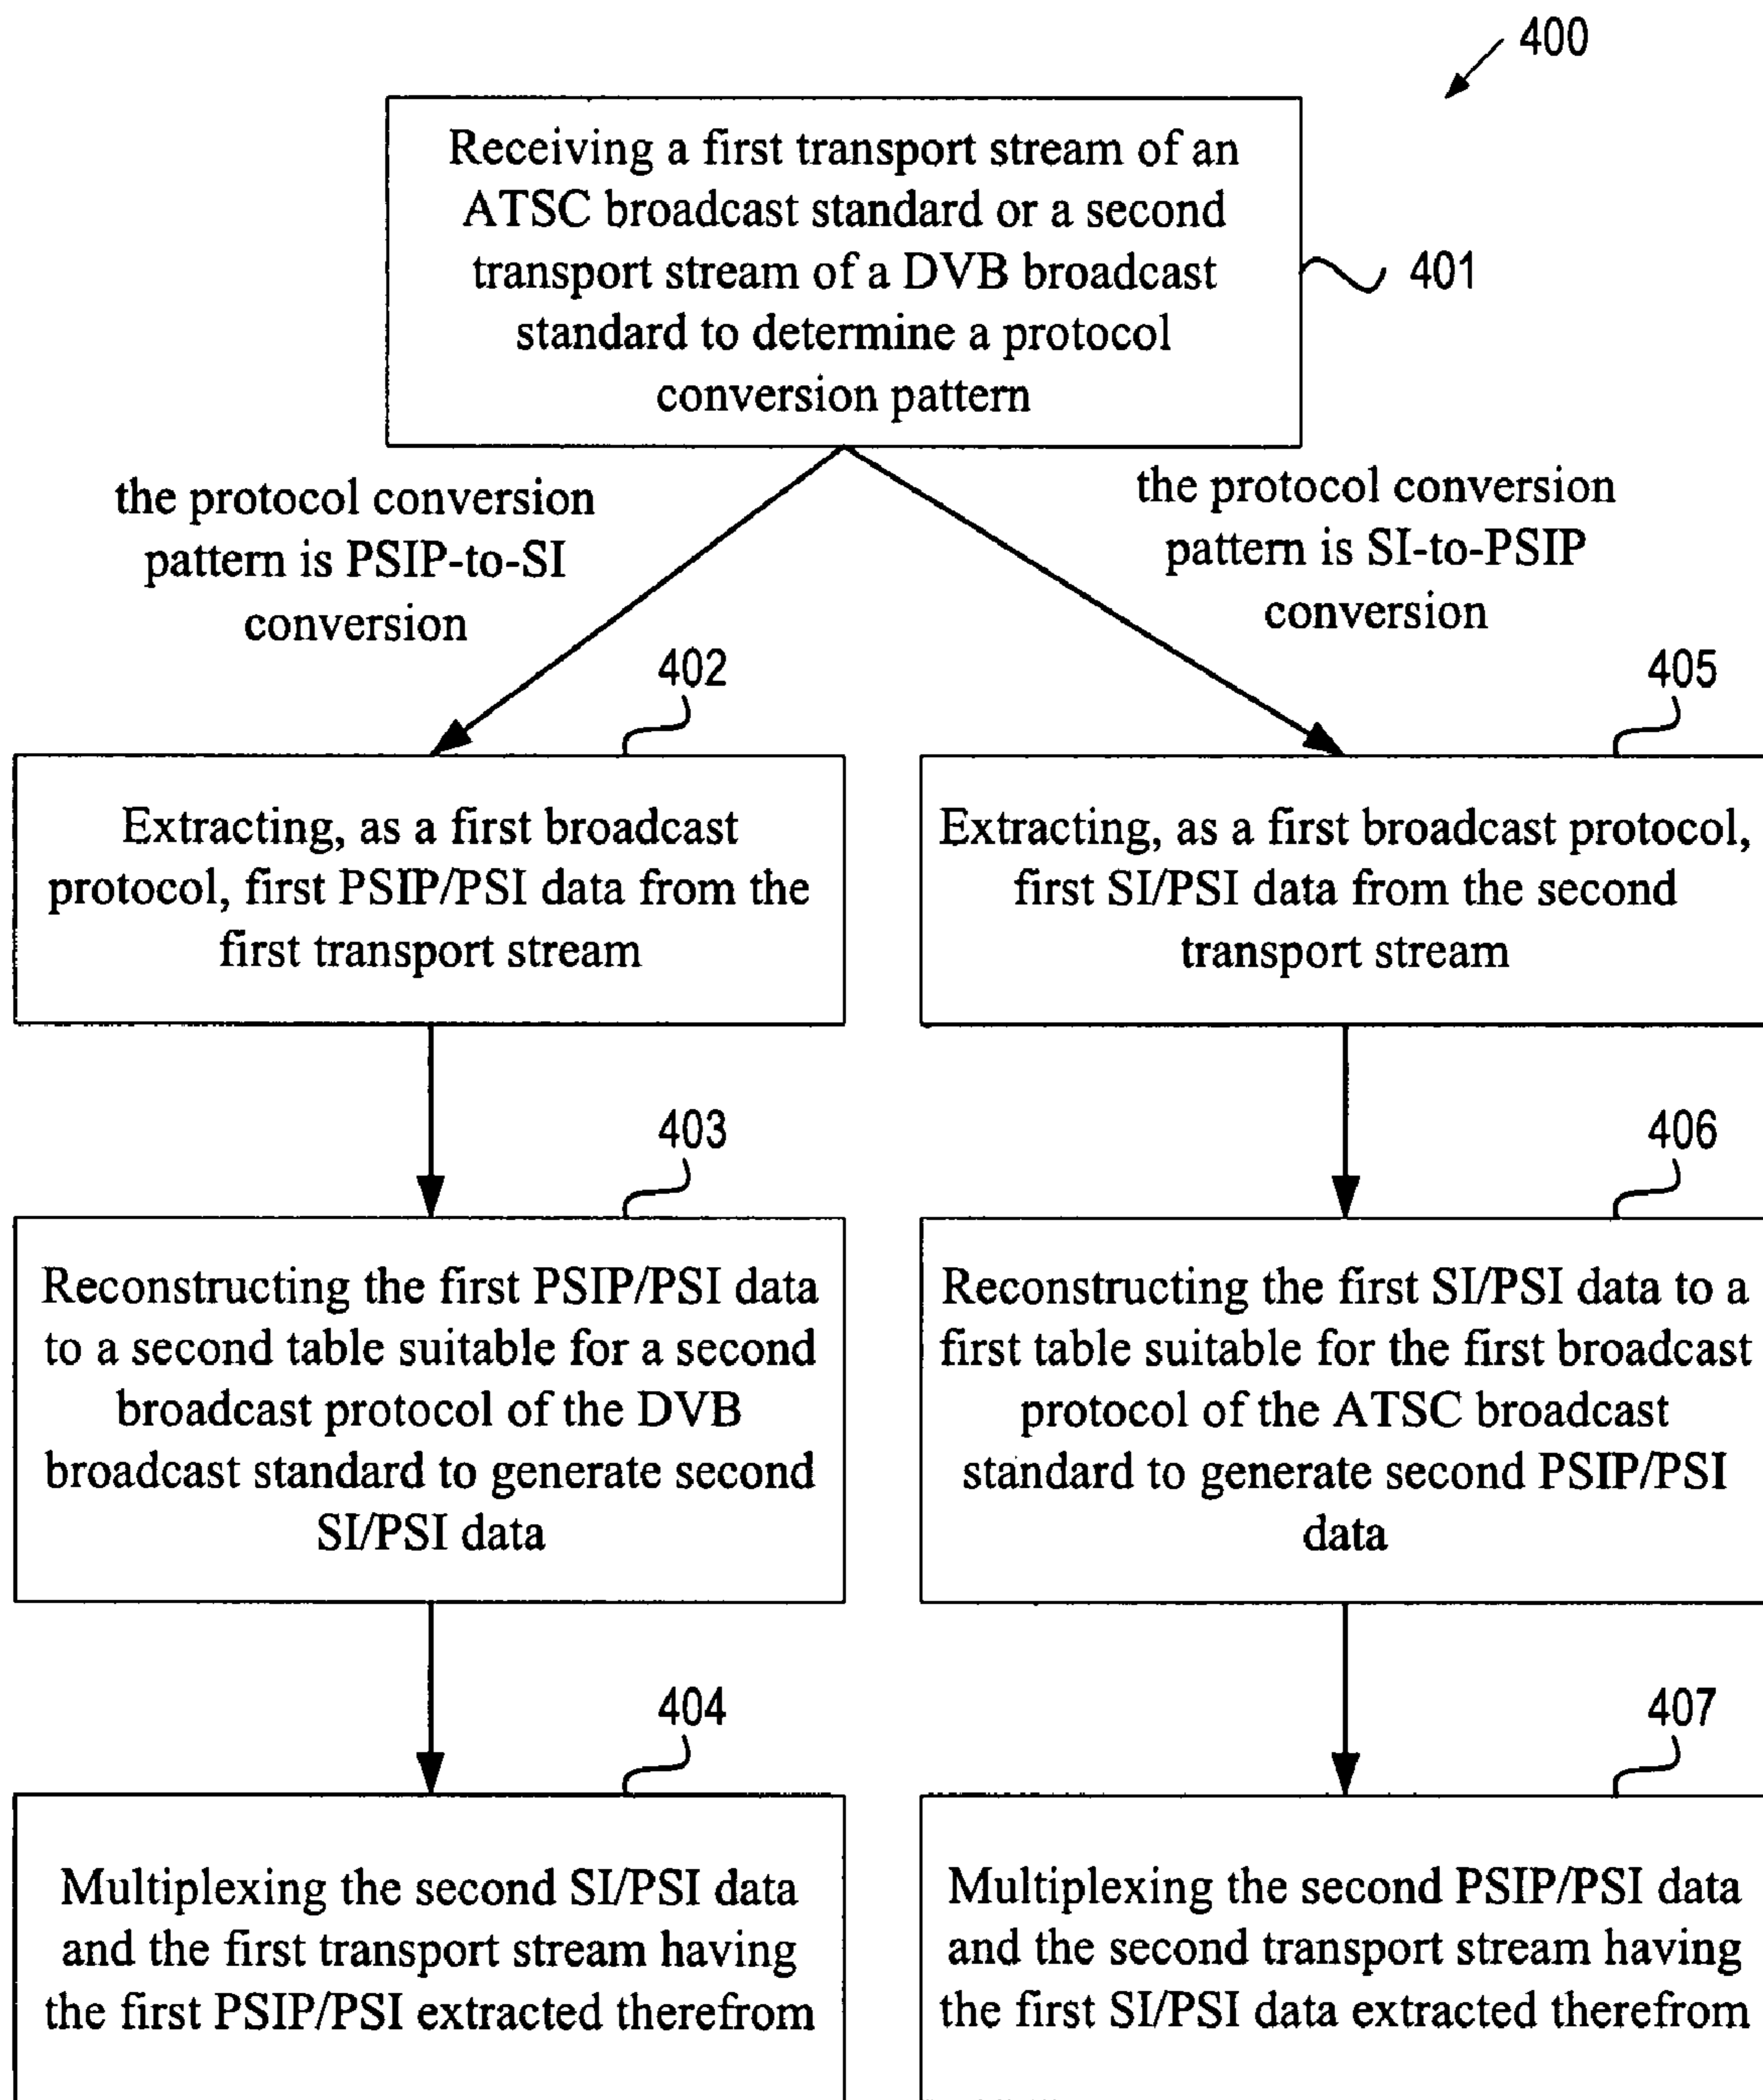 400
Receiving a first transport stream of an
ATSC broadcast standard or a second
transport stream of a DVB broadcast
standard to determine a protocol
conversion pattern
401
the protocol conversion
pattern is PSIP-to-SI
conversion
the protocol conversion
pattern is SI-to-PSIP
conversion
402
Extracting, as a first broadcast
protocol, first PSIP/PSI data from the
first transport stream
405
Extracting, as a first broadcast protocol,
first SI/PSI data from the second
transport stream
403
Reconstructing the first PSIP/PSI data
to a second table suitable for a second
broadcast protocol of the DVB
broadcast standard to generate second
SI/PSI data
406
Reconstructing the first SI/PSI data to a
first table suitable for the first broadcast
protocol of the ATSC broadcast
standard to generate second PSIP/PSI
data
404
Multiplexing the second SI/PSI data
and the first transport stream having
the first PSIP/PSI extracted therefrom
407
Multiplexing the second PSIP/PSI data
and the second transport stream having
the first SI/PSI data extracted therefrom